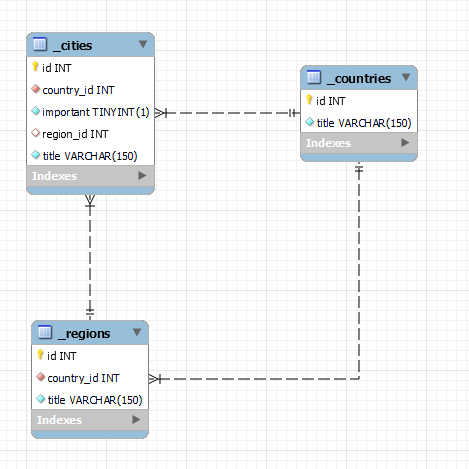 _cities
id INT
country_id INT
important TINYINT(1)
region_id INT
title VARCHAR(150)
Indexes
_countries
id INT
title VARCHAR(150)
Indexes
_regions
id INT
country_id INT
title VARCHAR(150)
Indexes